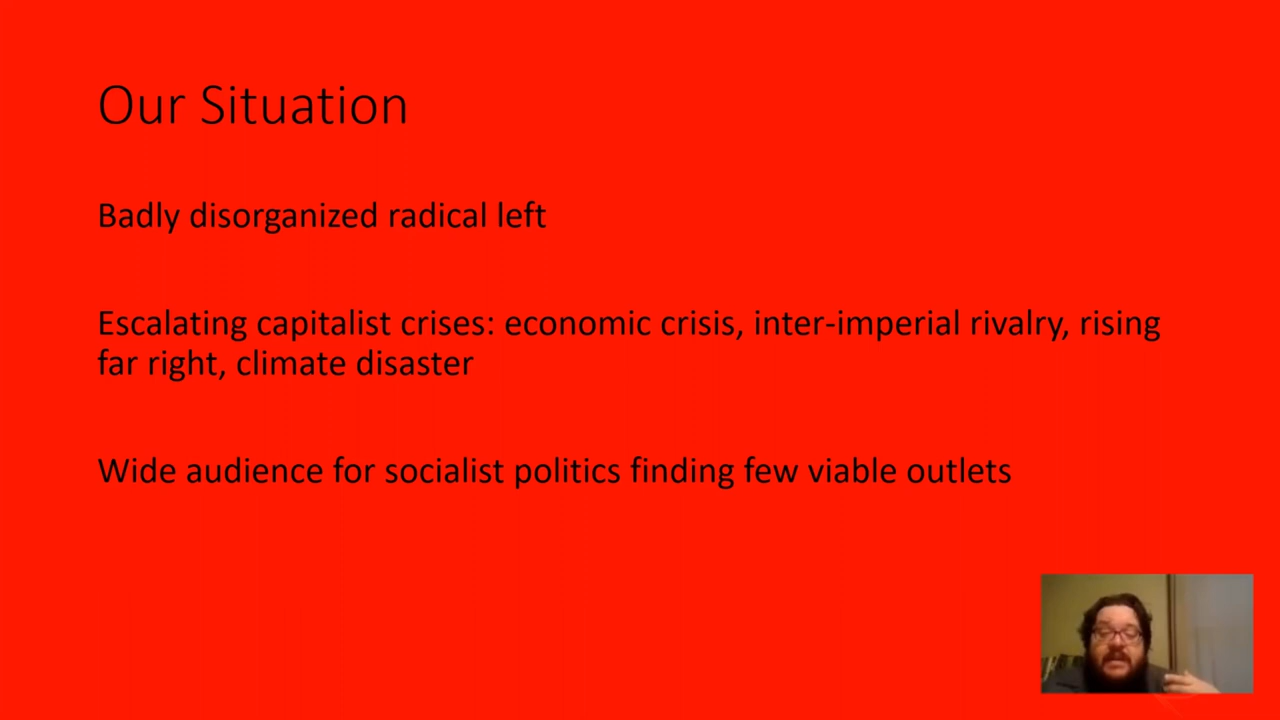 Our Situation
Badly disorganized radical left
Escalating capitalist crises: economic crisis, inter-imperial rivalry, rising
far right, climate disaster
Wide audience for socialist politics finding few viable outlets